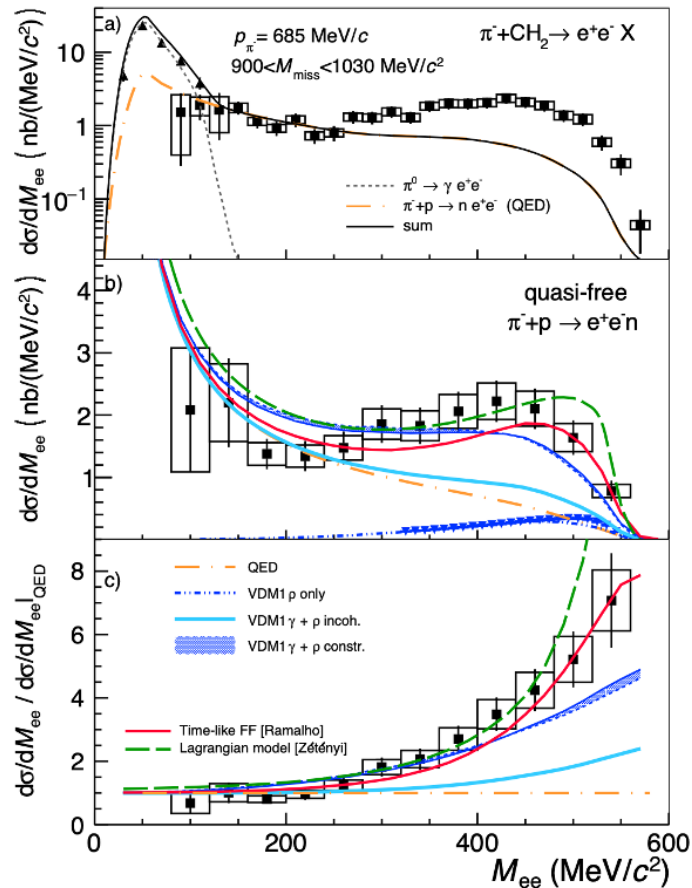 a)
p_π⁻ = 685 MeV/c
π⁻+CH₂→ e⁺e⁻ X
900<M_miss<1030 MeV/c²
dσ/dM_ee ( nb/(MeV/c²) )
10
1
10⁻¹
π⁰ → γ e⁺e⁻
π⁻+p → n e⁺e⁻ (QED)
sum
b)
quasi-free
π⁻+p → e⁺e⁻n
dσ/dM_ee ( nb/(MeV/c²) )
4
3
2
1
c)
dσ/dM_ee / dσ/dM_ee|_QED
8
6
4
2
0
QED
VDM1 ρ only
VDM1 γ + ρ incoh.
VDM1 γ + ρ constr.
Time-like FF [Ramalho]
Lagrangian model [Zétényi]
0 200 400 600
M_ee (MeV/c²)